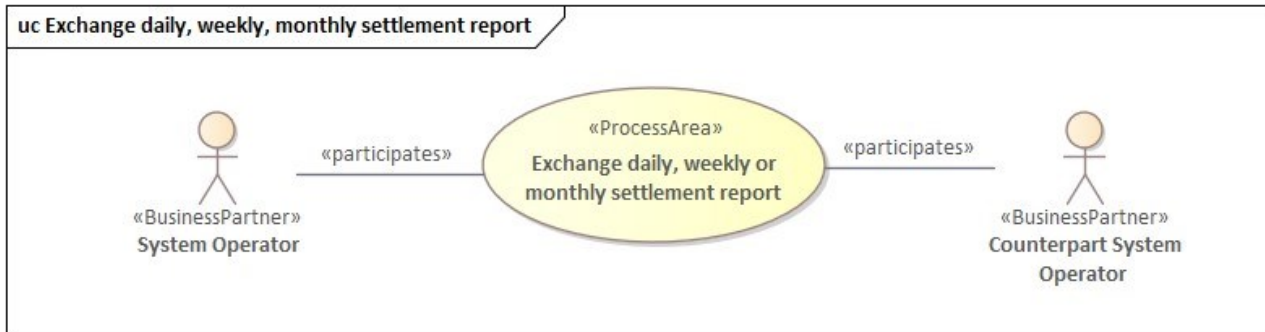 uc Exchange daily, weekly, monthly settlement report
«ProcessArea»
Exchange daily, weekly or
monthly settlement report
«participates»
«participates»
«BusinessPartner»
System Operator
«BusinessPartner»
Counterpart System
Operator